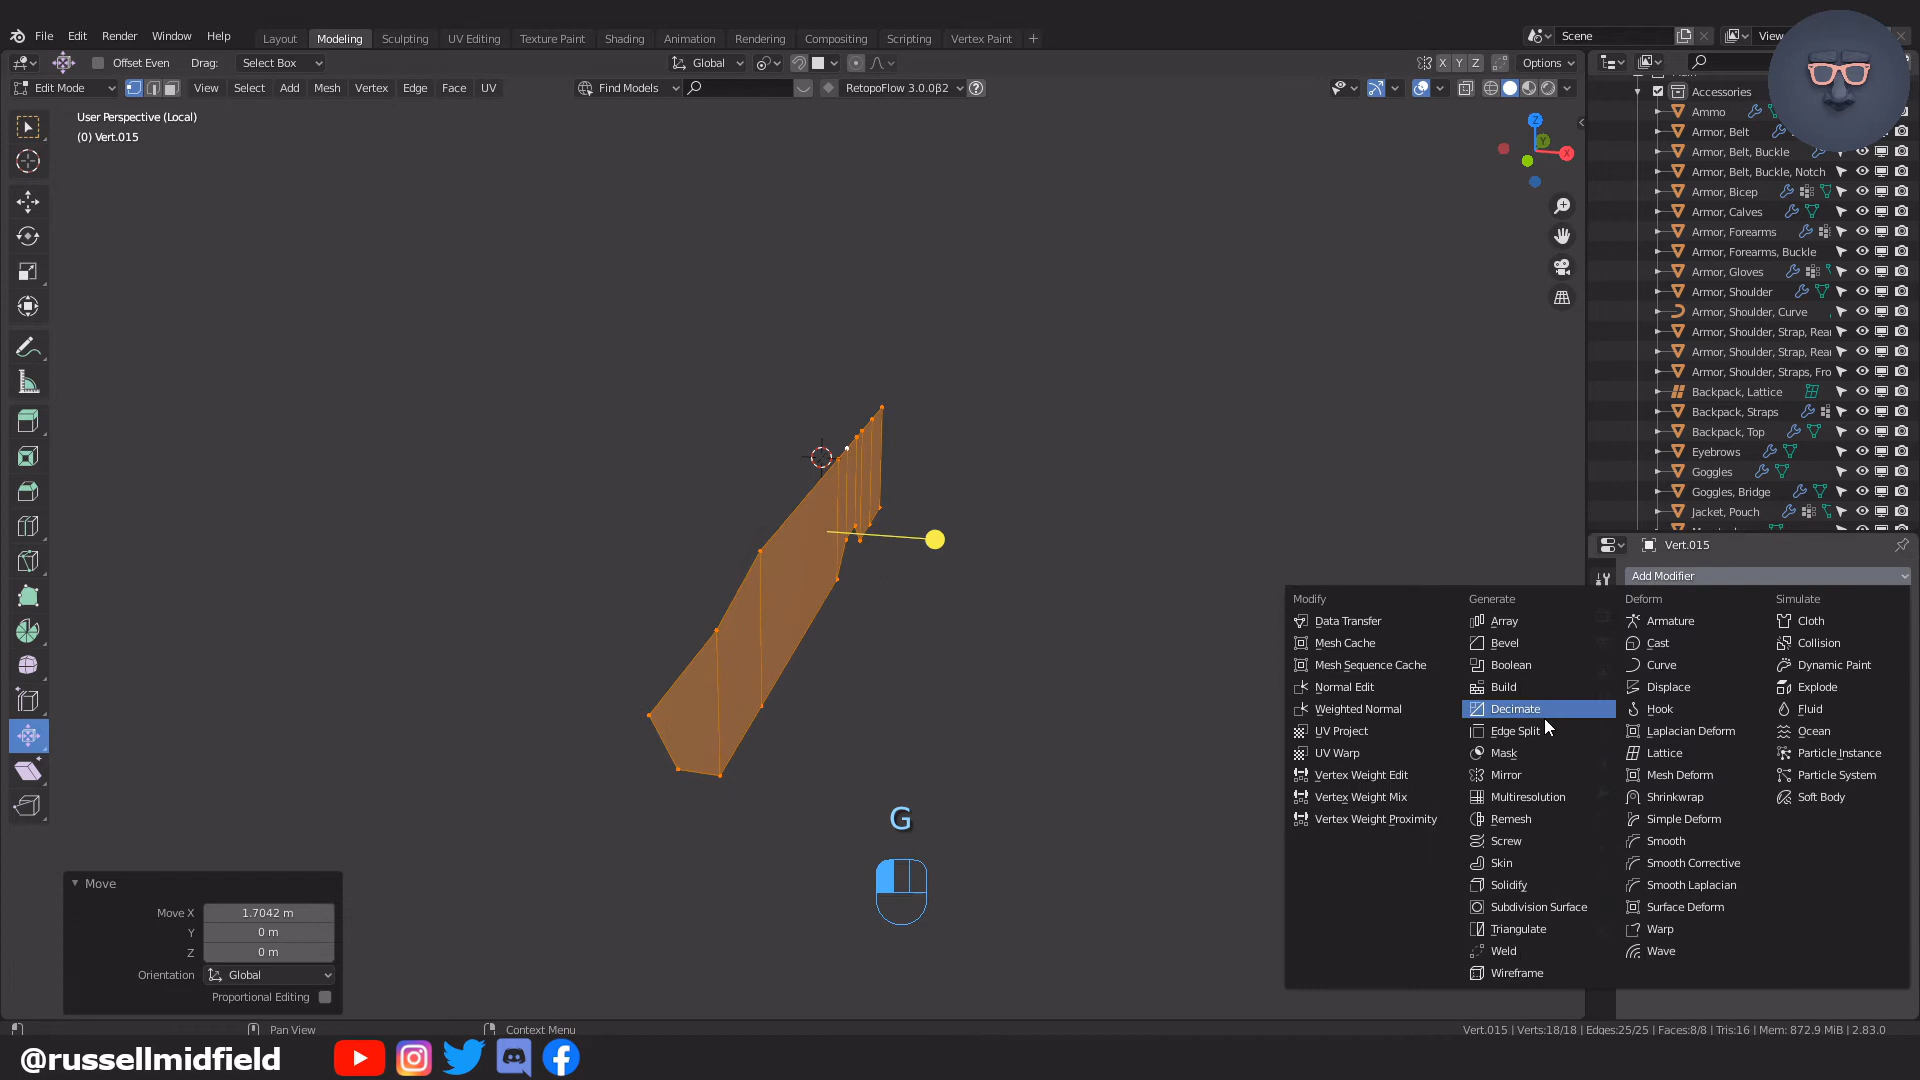 File Edit Render Window Help
Layout Modeling Sculpting UV Editing Texture Paint Shading Animation Rendering Compositing Scripting Vertex Paint +
Scene
View
Offset Even Drag: Select Box
Global
X Y Z Options
Edit Mode View Select Add Mesh Vertex Edge Face UV
Find Models
RetopoFlow 3.0.0β2 ?
User Perspective (Local)
(0) Vert.015
Z
Y
X
Accessories
Ammo
Armor, Belt
Armor, Belt, Buckle
Armor, Belt, Buckle, Notch
Armor, Bicep
Armor, Calves
Armor, Forearms
Armor, Forearms, Buckle
Armor, Gloves
Armor, Shoulder
Armor, Shoulder, Curve
Armor, Shoulder, Strap, Rea
Armor, Shoulder, Strap, Rea
Armor, Shoulder, Straps, Fro
Backpack, Lattice
Backpack, Straps
Backpack, Top
Eyebrows
Goggles
Goggles, Bridge
Jacket, Pouch
Vert.015
Add Modifier
Modify
Data Transfer
Mesh Cache
Mesh Sequence Cache
Normal Edit
Weighted Normal
UV Project
UV Warp
Vertex Weight Edit
Vertex Weight Mix
Vertex Weight Proximity
Generate
Array
Bevel
Boolean
Build
Decimate
Edge Split
Mask
Mirror
Multiresolution
Remesh
Screw
Skin
Solidify
Subdivision Surface
Triangulate
Weld
Wireframe
Deform
Armature
Cast
Curve
Displace
Hook
Laplacian Deform
Lattice
Mesh Deform
Shrinkwrap
Simple Deform
Smooth
Smooth Corrective
Smooth Laplacian
Surface Deform
Warp
Wave
Simulate
Cloth
Collision
Dynamic Paint
Explode
Fluid
Ocean
Particle Instance
Particle System
Soft Body
G
Move
Move X 1.7042 m
Y 0 m
Z 0 m
Orientation Global
Proportional Editing
Pan View
Context Menu
Vert.015 | Verts:18/18 | Edges:25/25 | Faces:8/8 | Tris:16 | Mem: 872.9 MiB | 2.83.0
@russellmidfield